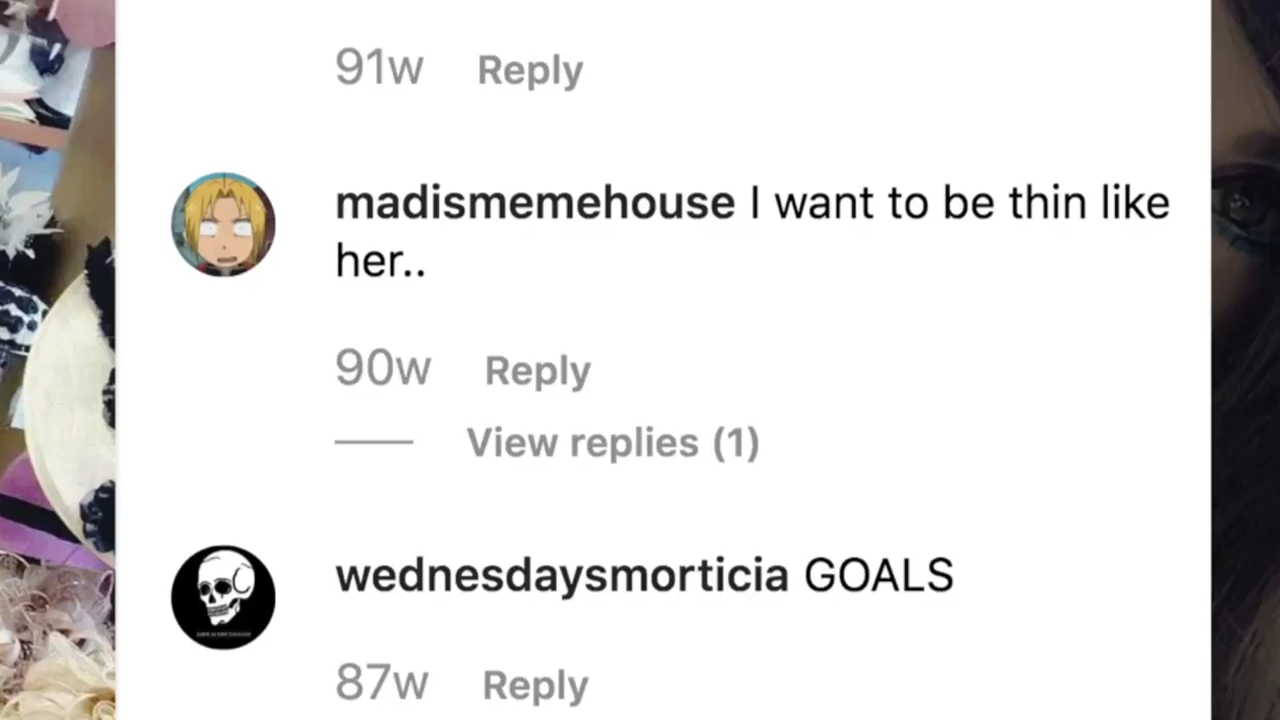 91w Reply
madismemehouse I want to be thin like
her..
90w Reply
View replies (1)
wednesdaysmorticia GOALS
87w Reply